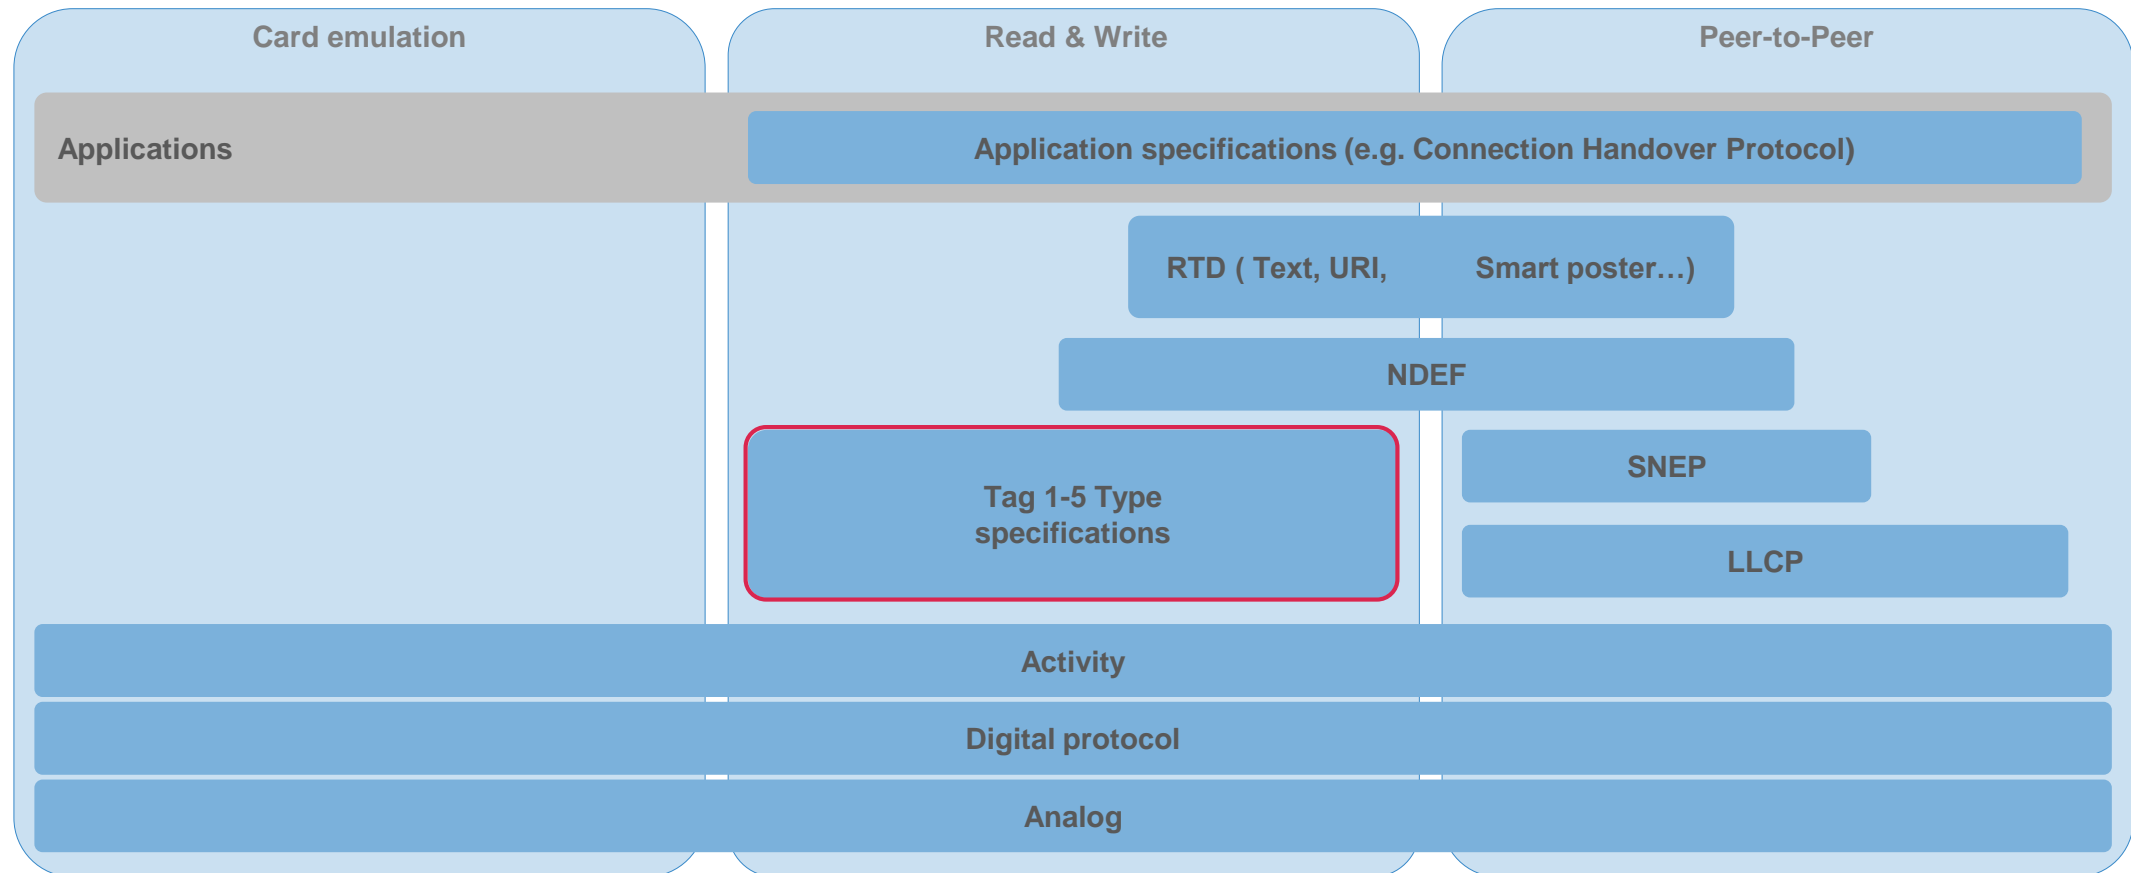 Card emulation
Read & Write
Peer-to-Peer
Applications
Application specifications (e.g. Connection Handover Protocol)
RTD ( Text, URI, Smart poster…)
NDEF
Tag 1-5 Type
specifications
SNEP
LLCP
Activity
Digital protocol
Analog